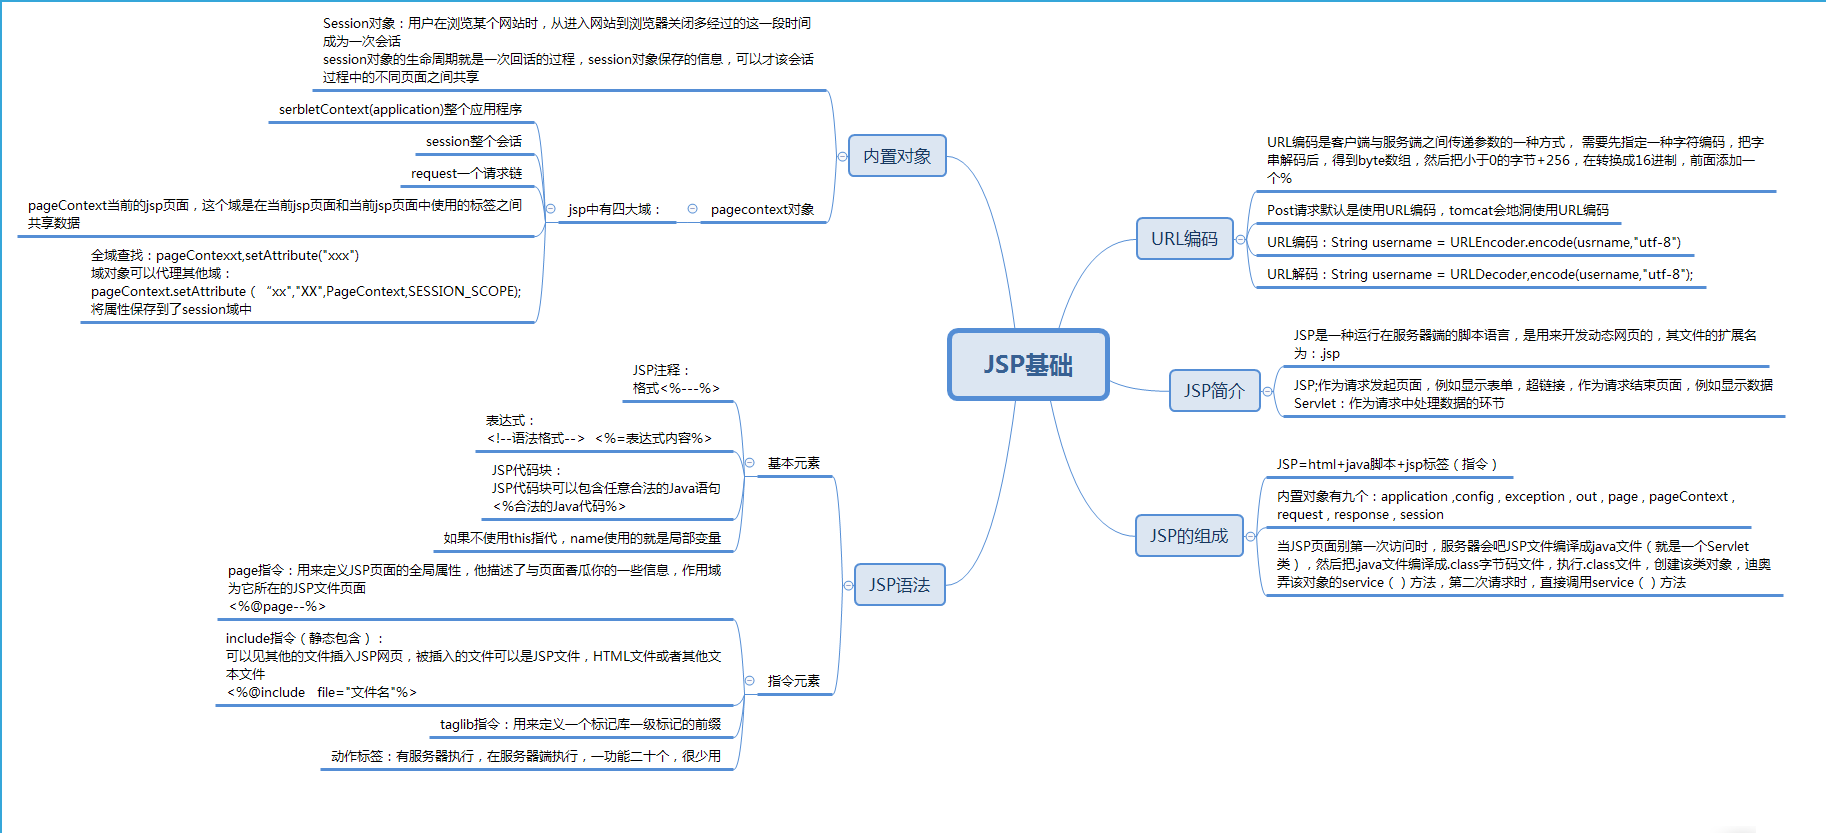 Session对象：用户在浏览某个网站时，从进入网站到浏览器关闭多经过的这一段时间
成为一次会话
session对象的生命周期就是一次回话的过程，session对象保存的信息，可以才该会话
过程中的不同页面之间共享
serbletContext(application)整个应用程序
session整个会话
request一个请求链
pageContext当前的jsp页面，这个域是在当前jsp页面和当前jsp页面中使用的标签之间
共享数据
全域查找：pageContexxt,setAttribute("xxx")
域对象可以代理其他域：
pageContext.setAttribute（ “xx","XX",PageContext,SESSION_SCOPE);
将属性保存到了session域中
jsp中有四大域：
pagecontext对象
内置对象
JSP注释：
格式<%---%>
表达式：
<!--语法格式--> <%=表达式内容%>
JSP代码块：
JSP代码块可以包含任意合法的Java语句
<%合法的Java代码%>
如果不使用this指代，name使用的就是局部变量
基本元素
page指令：用来定义JSP页面的全局属性，他描述了与页面香瓜你的一些信息，作用域
为它所在的JSP文件页面
<%@page--%>
include指令（静态包含）：
可以见其他的文件插入JSP网页，被插入的文件可以是JSP文件，HTML文件或者其他文
本文件
<%@include file="文件名"%>
taglib指令：用来定义一个标记库一级标记的前缀
动作标签：有服务器执行，在服务器端执行，一功能二十个，很少用
指令元素
JSP语法
JSP基础
URL编码
URL编码是客户端与服务端之间传递参数的一种方式， 需要先指定一种字符编码，把字
串解码后，得到byte数组，然后把小于0的字节+256，在转换成16进制，前面添加一
个%
Post请求默认是使用URL编码，tomcat会地洞使用URL编码
URL编码：String username = URLEncoder.encode(usrname,"utf-8")
URL解码：String username = URLDecoder,encode(username,"utf-8");
JSP简介
JSP是一种运行在服务器端的脚本语言，是用来开发动态网页的，其文件的扩展名
为：.jsp
JSP;作为请求发起页面，例如显示表单，超链接，作为请求结束页面，例如显示数据
Servlet：作为请求中处理数据的环节
JSP的组成
JSP=html+java脚本+jsp标签（指令）
内置对象有九个：application ,config , exception , out , page , pageContext ,
request , response , session
当JSP页面别第一次访问时，服务器会吧JSP文件编译成java文件（就是一个Servlet
类），然后把.java文件编译成.class字节码文件，执行.class文件，创建该类对象，迪奥
弄该对象的service（ ）方法，第二次请求时，直接调用service（ ）方法